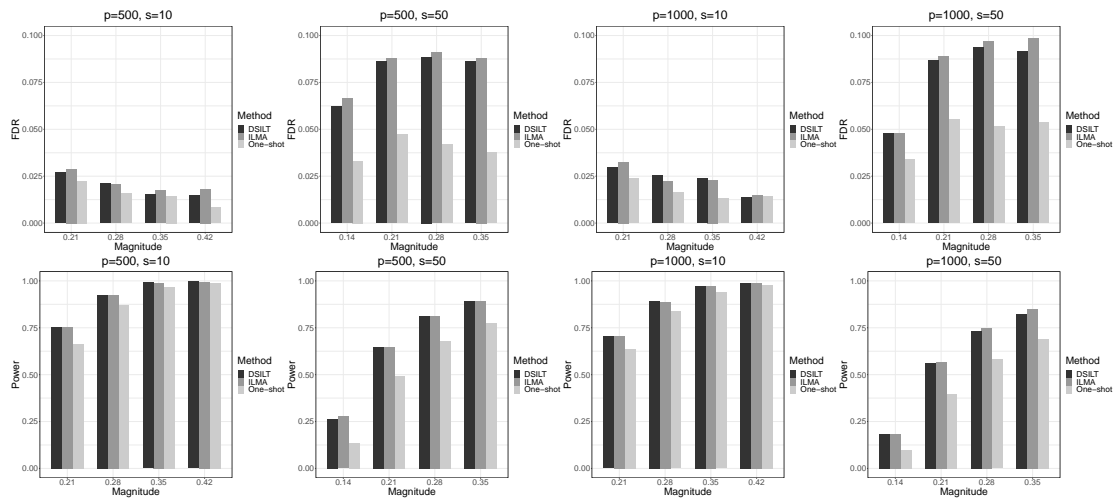 p=500, s=10
FDR
0.100
0.075
0.050
0.025
0.000
0.21 0.28 0.35 0.42
Magnitude
Method
DSILT
ILMA
One−shot
p=500, s=50
FDR
0.100
0.075
0.050
0.025
0.000
0.14 0.21 0.28 0.35
Magnitude
Method
DSILT
ILMA
One−shot
p=1000, s=10
FDR
0.100
0.075
0.050
0.025
0.000
0.21 0.28 0.35 0.42
Magnitude
Method
DSILT
ILMA
One−shot
p=1000, s=50
FDR
0.100
0.075
0.050
0.025
0.000
0.14 0.21 0.28 0.35
Magnitude
Method
DSILT
ILMA
One−shot
p=500, s=10
Power
1.00
0.75
0.50
0.25
0.00
0.21 0.28 0.35 0.42
Magnitude
Method
DSILT
ILMA
One−shot
p=500, s=50
Power
1.00
0.75
0.50
0.25
0.00
0.14 0.21 0.28 0.35
Magnitude
Method
DSILT
ILMA
One−shot
p=1000, s=10
Power
1.00
0.75
0.50
0.25
0.00
0.21 0.28 0.35 0.42
Magnitude
Method
DSILT
ILMA
One−shot
p=1000, s=50
Power
1.00
0.75
0.50
0.25
0.00
0.14 0.21 0.28 0.35
Magnitude
Method
DSILT
ILMA
One−shot